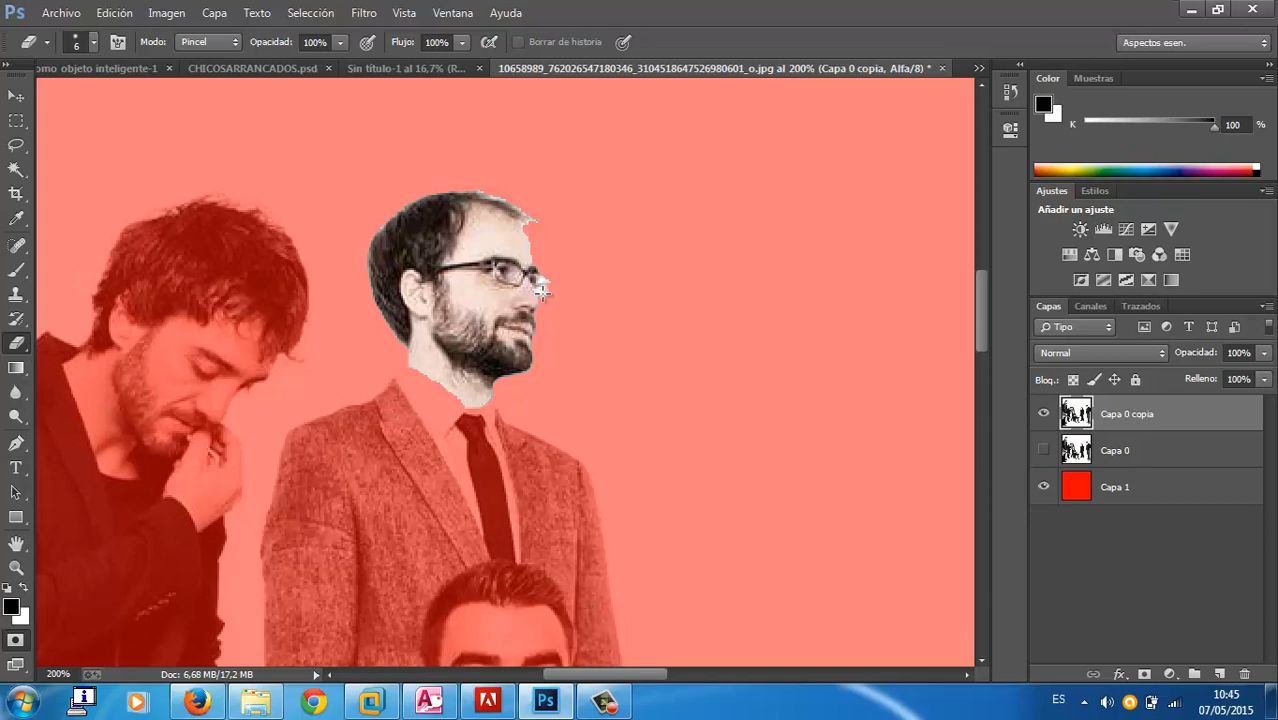 Ps Archivo Edición Imagen Capa Texto Selección Filtro Vista Ventana Ayuda
6 Modo: Pincel Opacidad: 100% Flujo: 100% Borrar de historia Aspectos esen.
omo objeto inteligente-1 × CHICOSARRANCADOS.psd × Sin título-1 al 16,7% (R... × 10658989_762026547180346_3104518647526980601_o.jpg al 200% (Capa 0 copia, Alfa/8) * ×
Color Muestras
K 100 %
Ajustes Estilos
Añadir un ajuste
Capas Canales Trazados
Tipo
Normal Opacidad: 100%
Bloq.: Relleno: 100%
Capa 0 copia
Capa 0
Capa 1
200% Doc: 6,68 MB/17,2 MB
Ps ES 10:45
07/05/2015